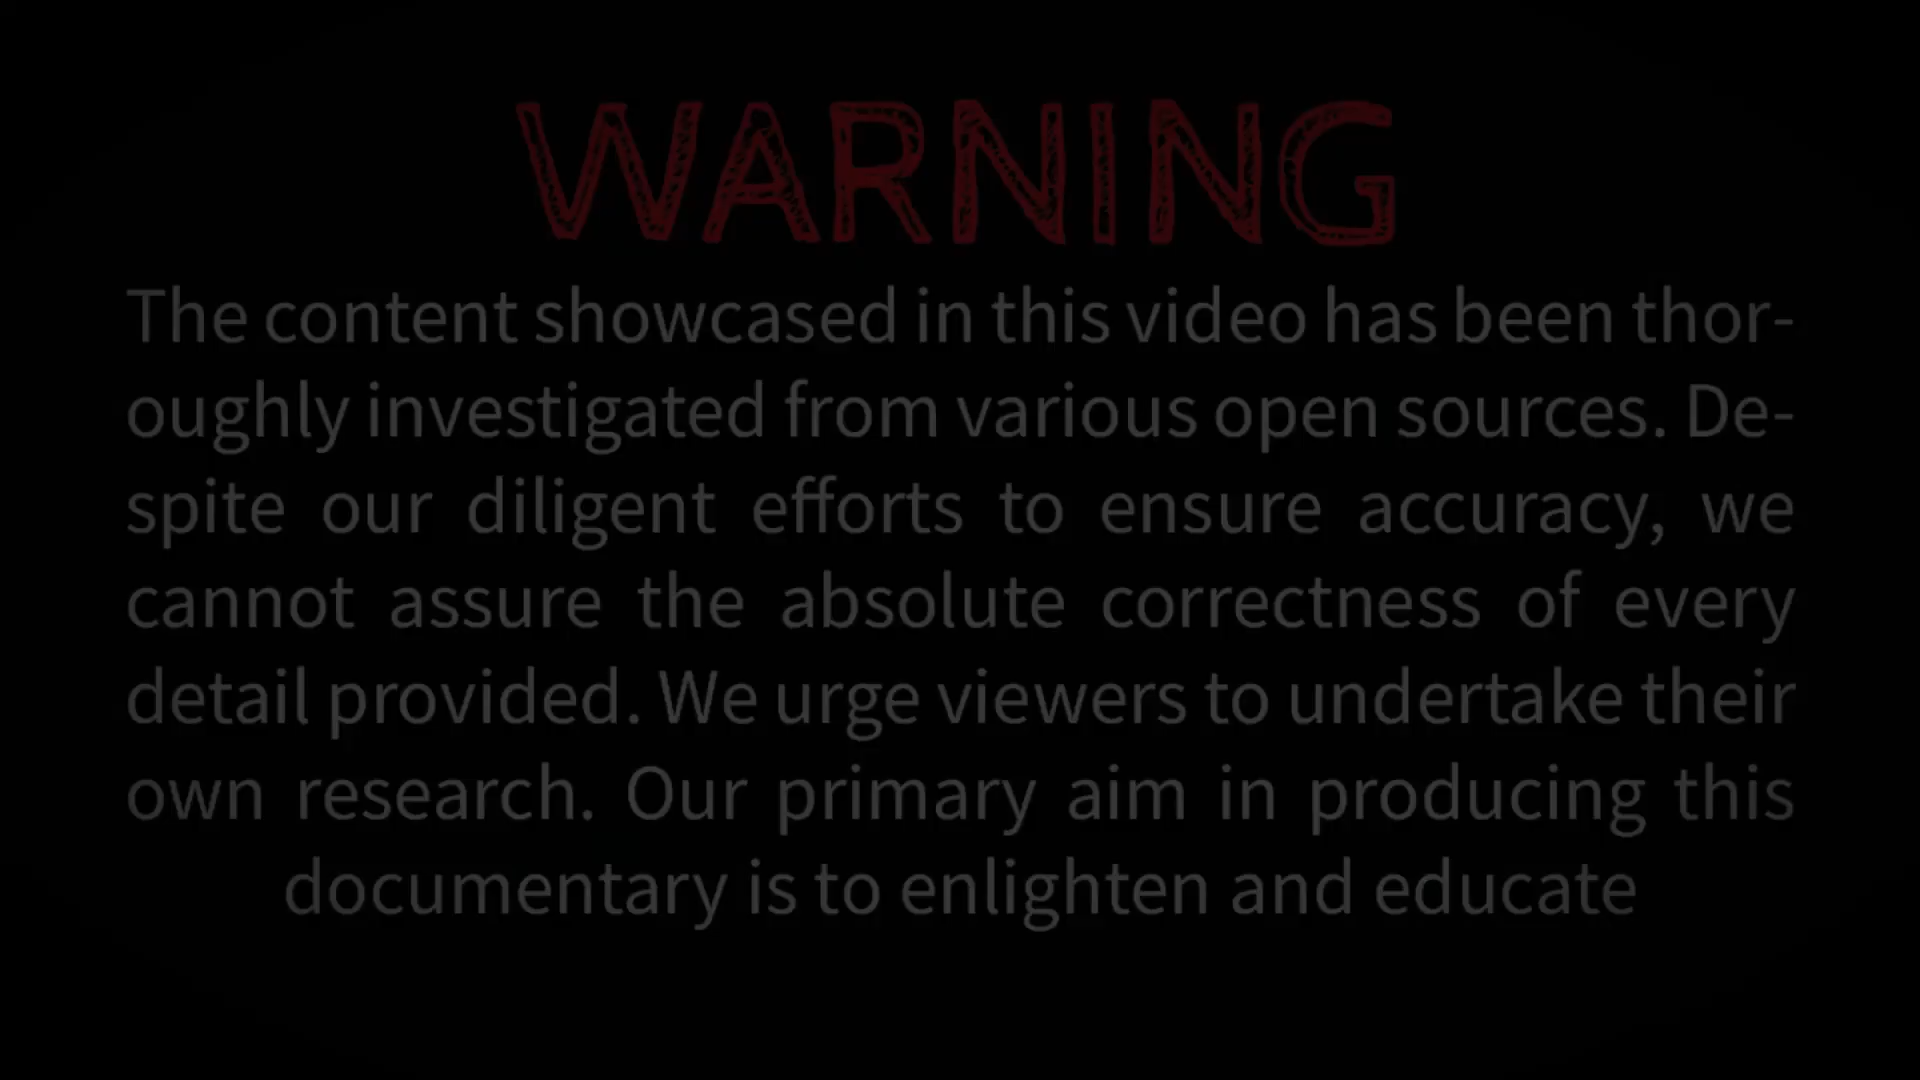 WARNING
The content showcased in this video has been thor-
oughly investigated from various open sources. De-
spite our diligent efforts to ensure accuracy, we
cannot assure the absolute correctness of every
detail provided. We urge viewers to undertake their
own research. Our primary aim in producing this
documentary is to enlighten and educate